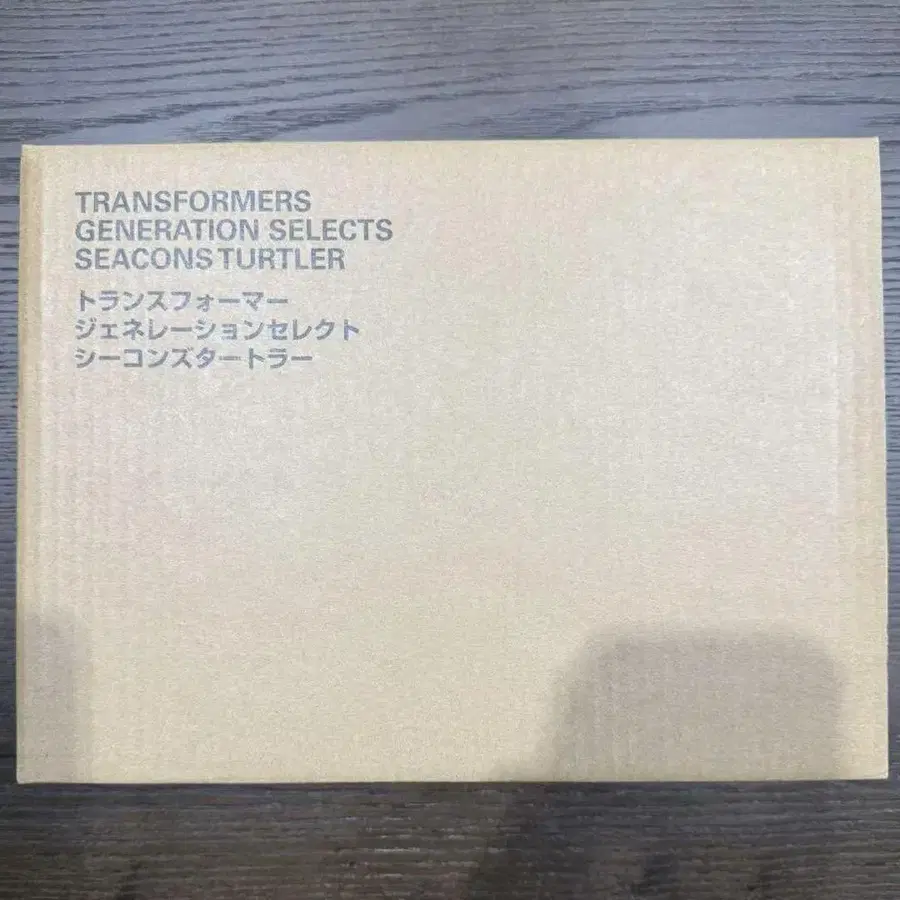 TRANSFORMERS
GENERATION SELECTS
SEACONS TURTLER
トランスフォーマー
ジェネレーションセレクト
シーコンズタートラー